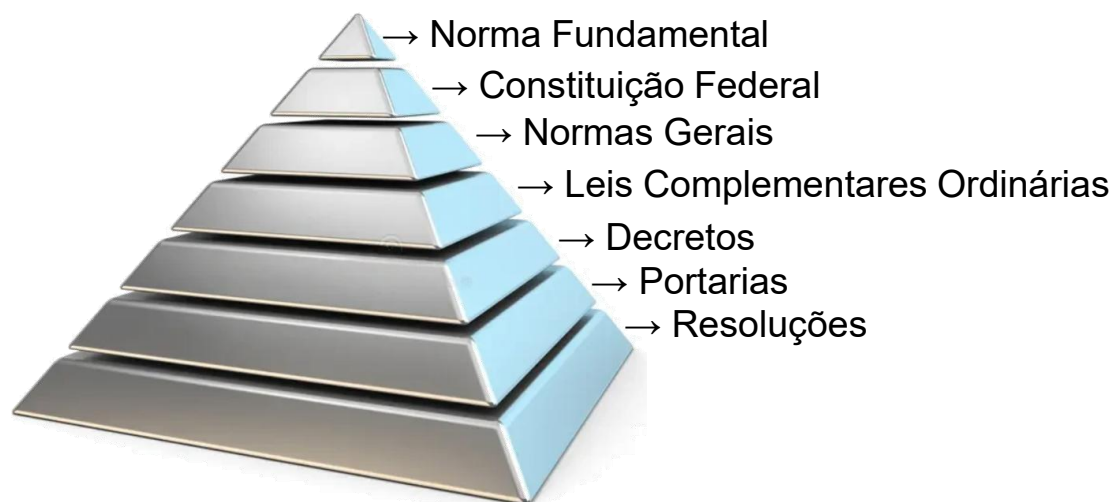 → Norma Fundamental
→ Constituição Federal
→ Normas Gerais
→ Leis Complementares Ordinárias
→ Decretos
→ Portarias
→ Resoluções